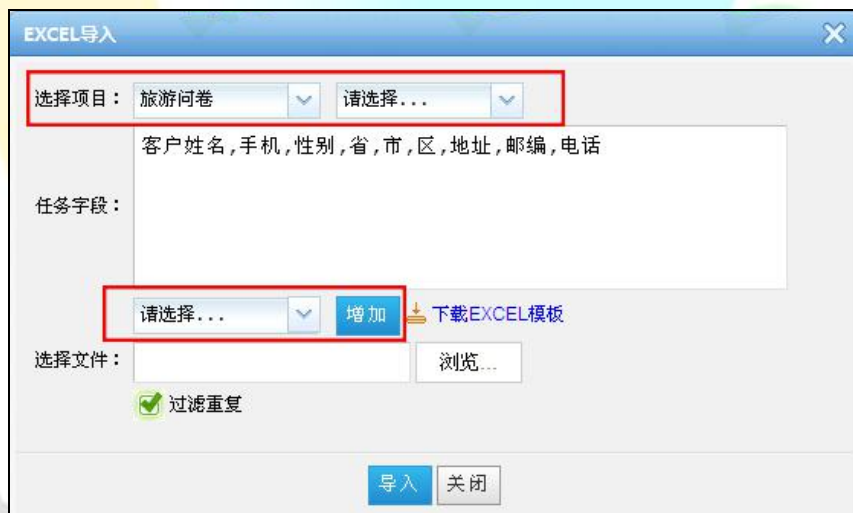 EXCEL导入
选择项目： 旅游问卷 请选择...
客户姓名,手机,性别,省,市,区,地址,邮编,电话
任务字段：
请选择... 增加 下载EXCEL模板
选择文件： 浏览...
过滤重复
导入 关闭